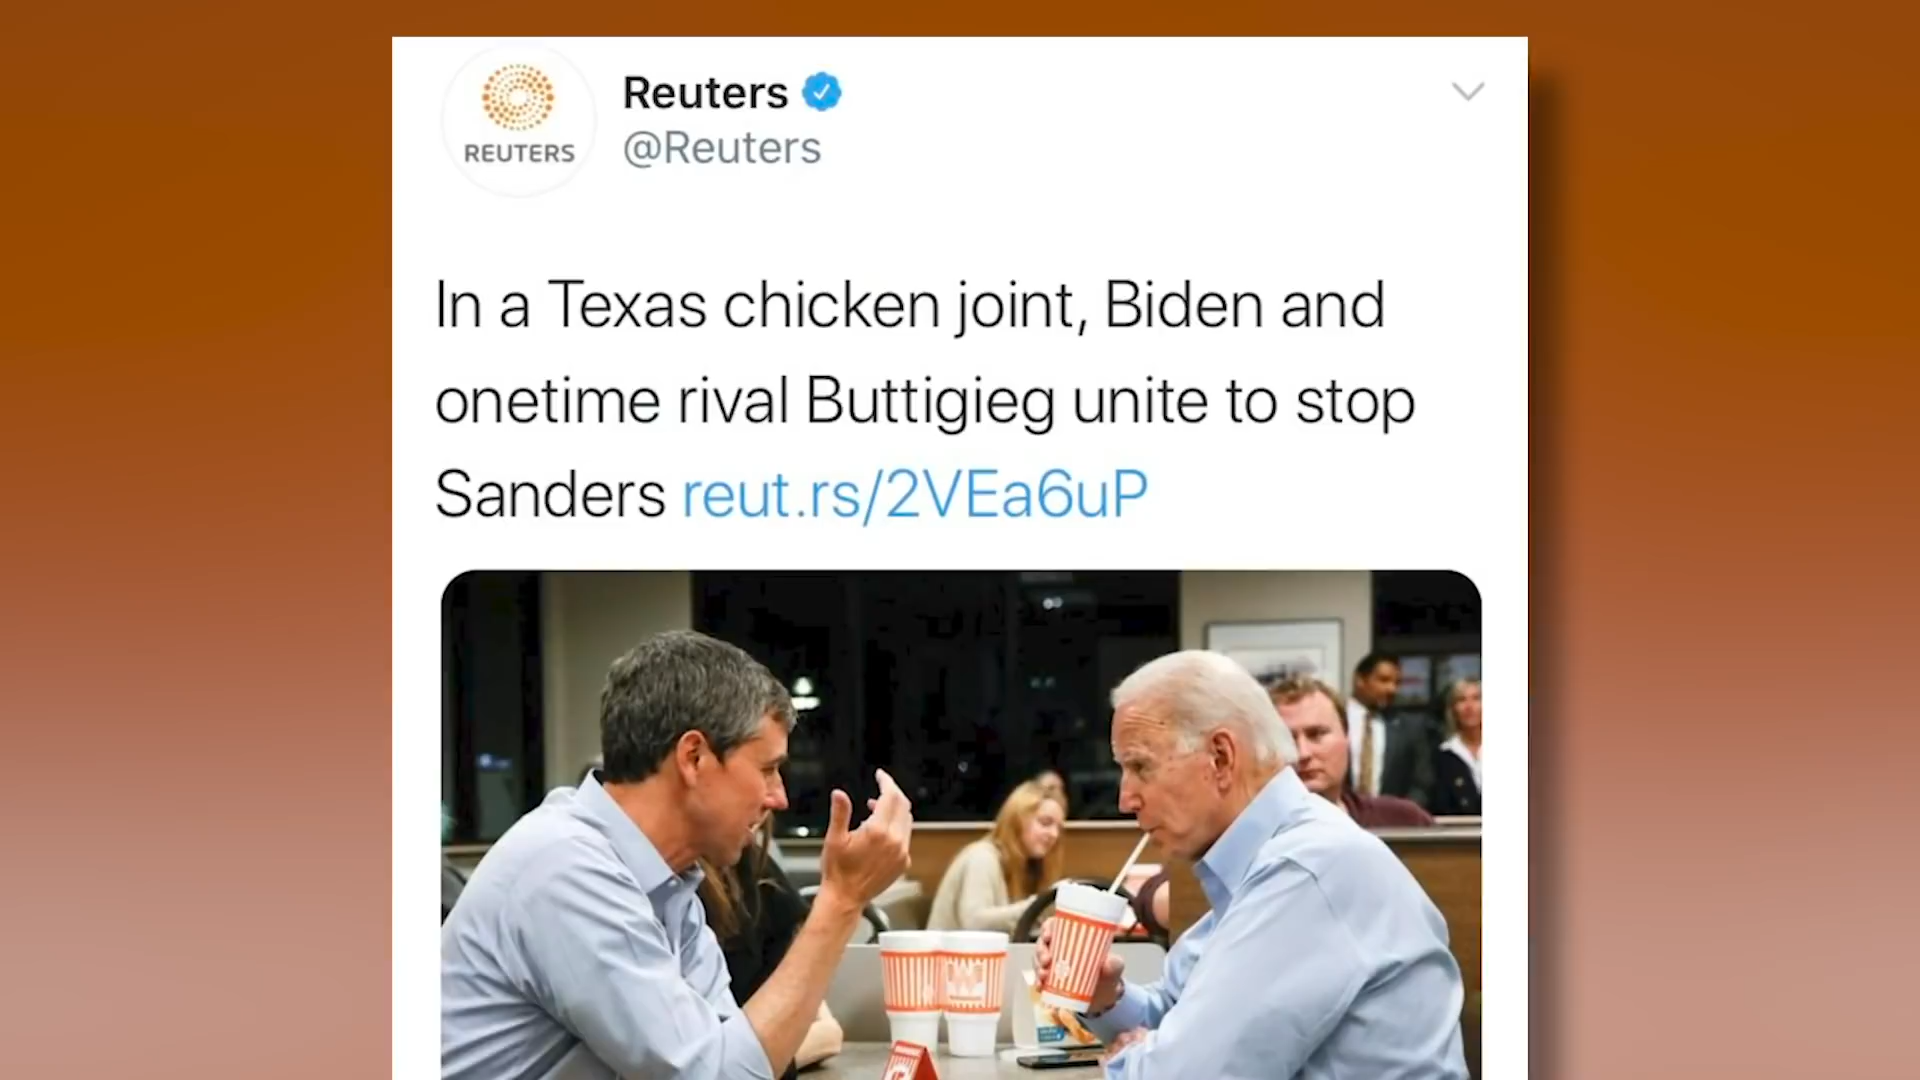 REUTERS
Reuters
@Reuters
In a Texas chicken joint, Biden and
onetime rival Buttigieg unite to stop
Sanders reut.rs/2VEa6uP